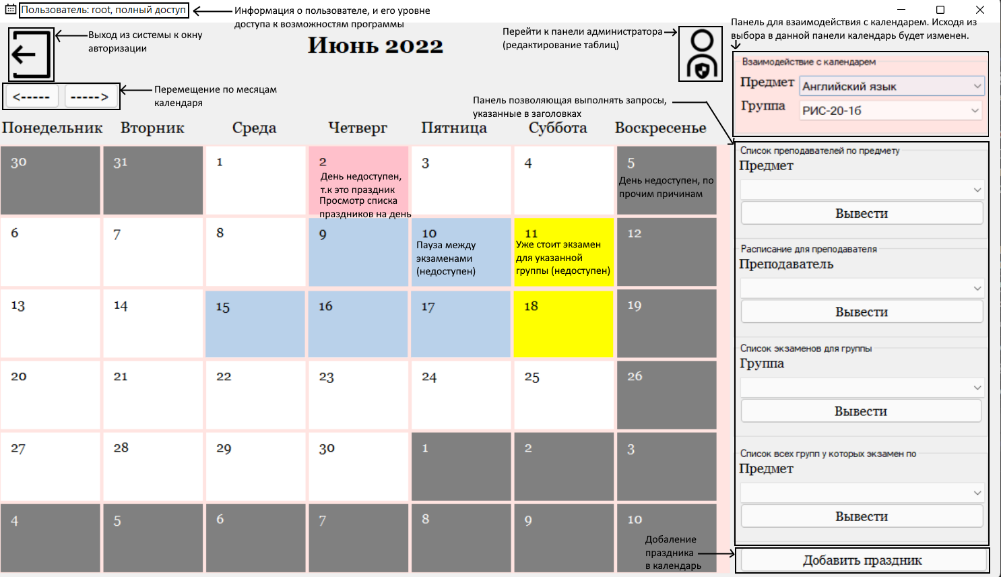 Пользователь: root, полный доступ
Информация о пользователе, и его уровне
доступа к возможностям программы
Выход из системы к окну
авторизации
Июнь 2022
Перейти к панели администратора
(редактирование таблиц)
Панель для взаимодействия с календарем. Исходя из
выбора в данной панели календарь будет изменен.
<----- ----->
Перемещение по месяцам
календаря
Взаимодействие с календарем
Предмет Английский язык
Группа РИС-20-1б
Панель позволяющая выполнять запросы,
указанные в заголовках
Понедельник Вторник Среда Четверг Пятница Суббота Воскресенье
30 31 1 2 3 4 5
День недоступен,
т.к это праздник
Просмотр списка
праздников на день
День недоступен, по
прочим причинам
6 7 8 9 10 11 12
Пауза между
экзаменами
(недоступен)
Уже стоит экзамен
для указанной
группы (недоступен)
13 14 15 16 17 18 19
20 21 22 23 24 25 26
27 28 29 30 1 2 3
4 5 6 7 8 9 10
Список преподавателей по предмету
Предмет
Вывести
Расписание для преподавателя
Преподаватель
Вывести
Список экзаменов для группы
Группа
Вывести
Список всех групп у которых экзамен по
Предмет
Вывести
Добаление
праздника
в календарь
Добавить праздник